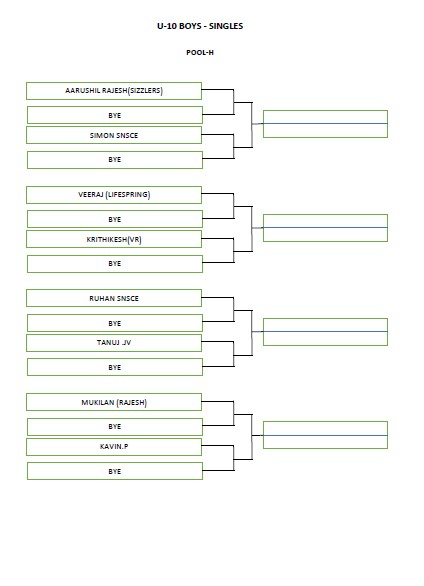 U-10 BOYS - SINGLES
POOL-H
AARUSHIL RAJESH(SIZZLERS)
BYE
SIMON SNSCE
BYE
VEERAJ (LIFESPRING)
BYE
KRITHIKESH(VR)
BYE
RUHAN SNSCE
BYE
TANUJ .JV
BYE
MUKILAN (RAJESH)
BYE
KAVIN.P
BYE